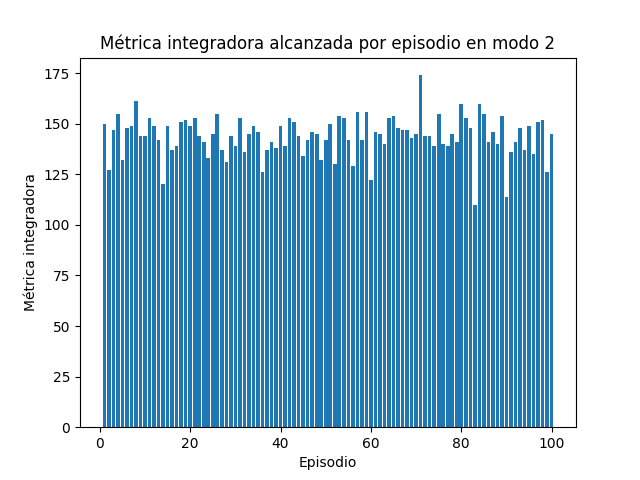 Métrica integradora alcanzada por episodio en modo 2
175
150
125
100
75
50
25
0
Métrica integradora
0 20 40 60 80 100
Episodio